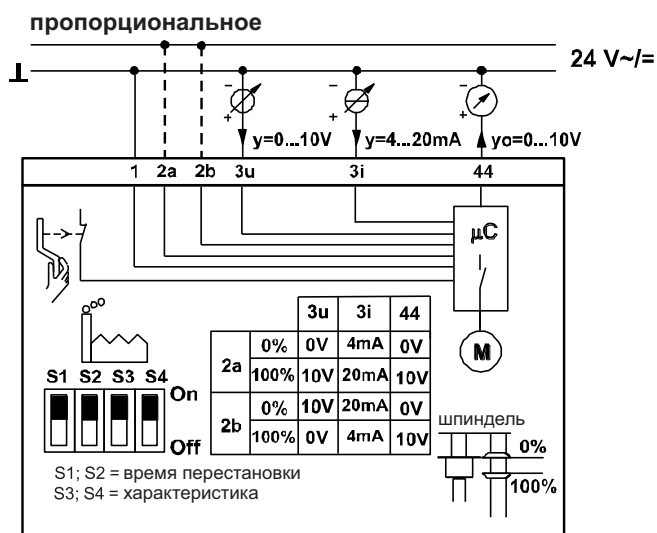 пропорциональное
24 V~/=
⊥
− − −
+ + +
y=0...10V y=4...20mA yo=0...10V
1 2a 2b 3u 3i 44
µC
3u 3i 44
2a 0% 0V 4mA 0V
100% 10V 20mA 10V
2b 0% 10V 20mA 0V
100% 0V 4mA 10V
M
S1 S2 S3 S4
On
Off
шпиндель
0%
100%
S1; S2 = время перестановки
S3; S4 = характеристика